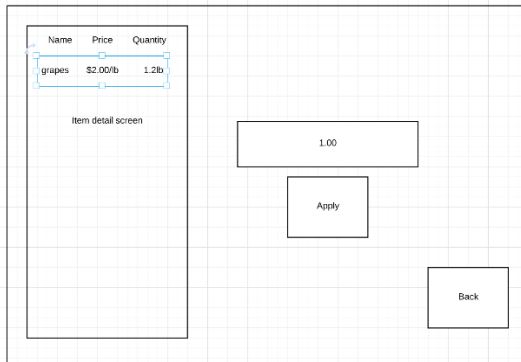 Name Price Quantity
grapes $2.00/lb 1.2lb
Item detail screen
1.00
Apply
Back